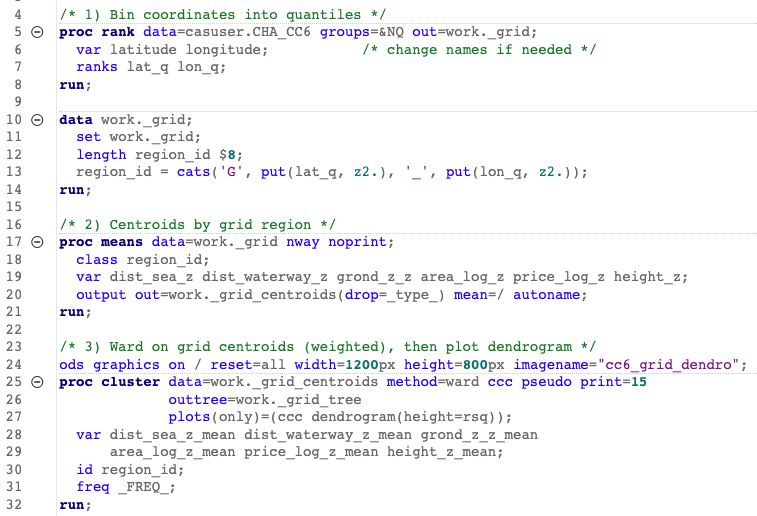 4 /* 1) Bin coordinates into quantiles */
5 proc rank data=casuser.CHA_CC6 groups=&NQ out=work._grid;
6 var latitude longitude; /* change names if needed */
7 ranks lat_q lon_q;
8 run;
9
10 data work._grid;
11 set work._grid;
12 length region_id $8;
13 region_id = cats('G', put(lat_q, z2.), '_', put(lon_q, z2.));
14 run;
15
16 /* 2) Centroids by grid region */
17 proc means data=work._grid nway noprint;
18 class region_id;
19 var dist_sea_z dist_waterway_z grond_z_z area_log_z price_log_z height_z;
20 output out=work._grid_centroids(drop=_type_) mean=/ autoname;
21 run;
22
23 /* 3) Ward on grid centroids (weighted), then plot dendrogram */
24 ods graphics on / reset=all width=1200px height=800px imagename="cc6_grid_dendro";
25 proc cluster data=work._grid_centroids method=ward ccc pseudo print=15
26 outtree=work._grid_tree
27 plots(only)=(ccc dendrogram(height=rsq));
28 var dist_sea_z_mean dist_waterway_z_mean grond_z_z_mean
29 area_log_z_mean price_log_z_mean height_z_mean;
30 id region_id;
31 freq _FREQ_;
32 run;